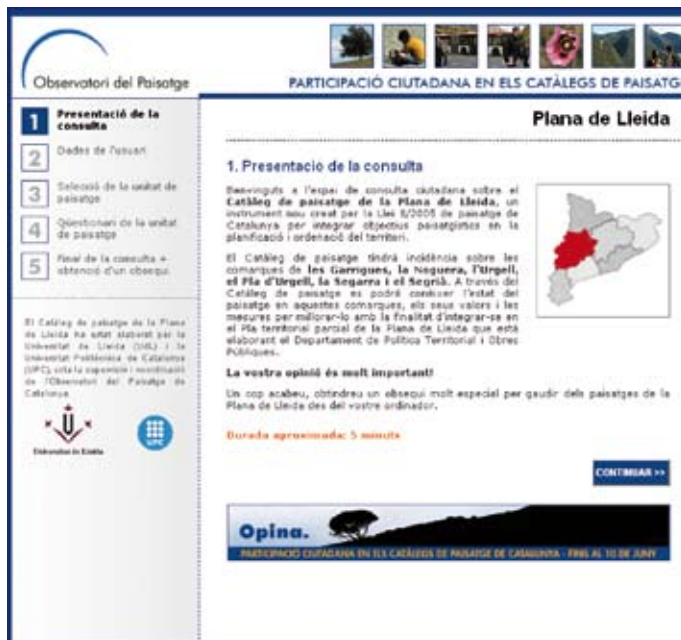 Observatori del Paisatge
PARTICIPACIÓ CIUTADANA EN ELS CATÀLEGS DE PAISATG
1 Presentació de la
consulta
2 Dades de l'usuari
3 Selecció de la unitat de
paisatge
4 Qüestionari de la unitat
de paisatge
5 Final de la consulta +
obtenció d'un obsequi
El Catàleg de paisatge de la Plana
de Lleida ha estat elaborat per la
Universitat de Lleida (UdL) i la
Universitat Politècnica de Catalunya
(UPC), sota la supervisió i coordinació
de l'Observatori del Paisatge de
Catalunya
Universitat de Lleida
UPC
Plana de Lleida
1. Presentacio de la consulta
Benvinguts a l'espai de consulta ciutadana sobre el
Catàleg de paisatge de la Plana de Lleida, un
instrument nou creat per la Llei 8/2005 de paisatge de
Catalunya per integrar objectius paisatgístics en la
planificació i ordenació del territori.
El Catàleg de paisatge tindrà incidència sobre les
comarques de les Garrigues, la Noguera, l'Urgell,
el Pla d'Urgell, la Segarra i el Segrià. A través del
Catàleg de paisatge es podrà conèixer l'estat del
paisatge en aquestes comarques, els seus valors i les
mesures per millorar-lo amb la finalitat d'integrar-se en
el Pla territorial parcial de la Plana de Lleida que està
elaborant el Departament de Política Territorial i Obres
Públiques.
La vostra opinió és molt important!
Un cop acabeu, obtindreu un obsequi molt especial per gaudir dels paisatges de la
Plana de Lleida des del vostre ordinador.
Durada aproximada: 5 minuts
CONTINUAR >>
Opina.
PARTICIPACIÓ CIUTADANA EN ELS CATÀLEGS DE PAISATGE DE CATALUNYA - FINS AL 10 DE JUNY